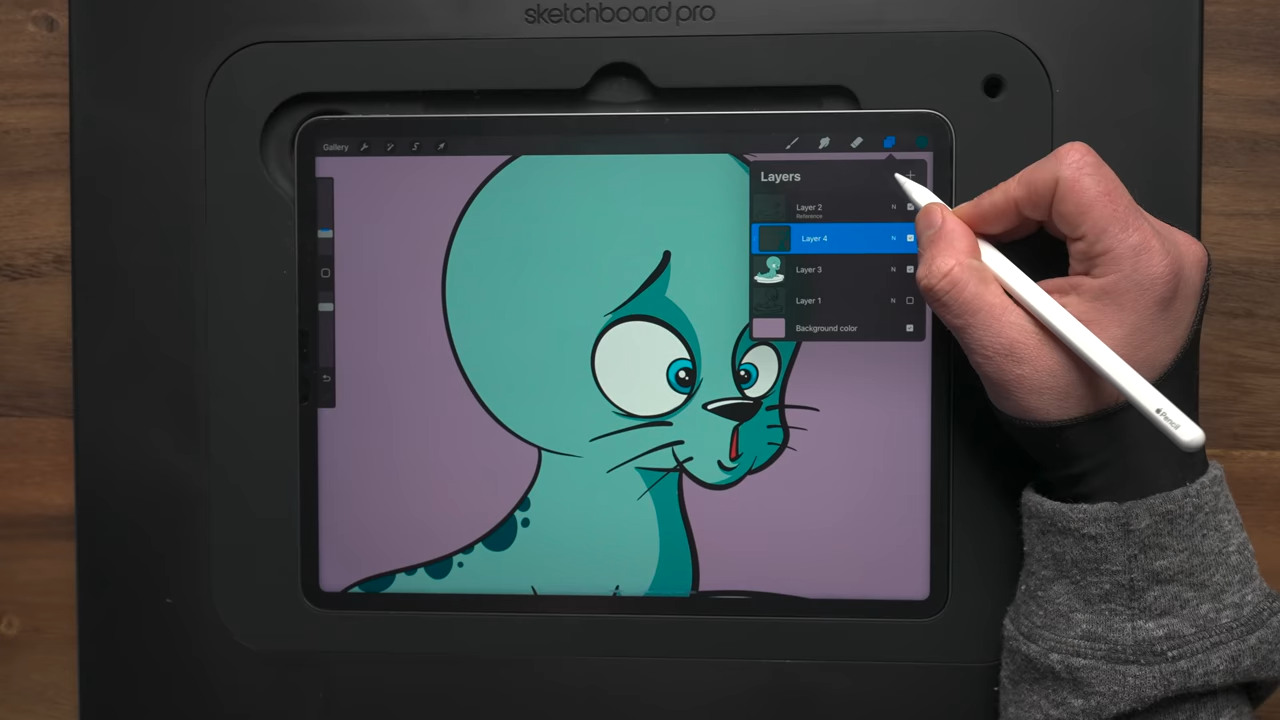 sketchboard pro
Gallery
Layers
Layer 2 N
Reference
Layer 4 N
Layer 3 N
Layer 1 N
Background color
Pencil